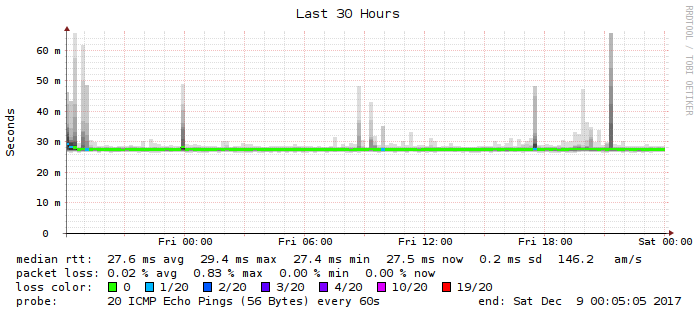 Last 30 Hours
RRDTOOL / TOBI OETIKER
Seconds
60 m
50 m
40 m
30 m
20 m
10 m
0
Fri 00:00 Fri 06:00 Fri 12:00 Fri 18:00 Sat 00:00
median rtt: 27.6 ms avg 29.4 ms max 27.4 ms min 27.5 ms now 0.2 ms sd 146.2 am/s
packet loss: 0.02 % avg 0.83 % max 0.00 % min 0.00 % now
loss color: 0 1/20 2/20 3/20 4/20 10/20 19/20
probe: 20 ICMP Echo Pings (56 Bytes) every 60s end: Sat Dec 9 00:05:05 2017